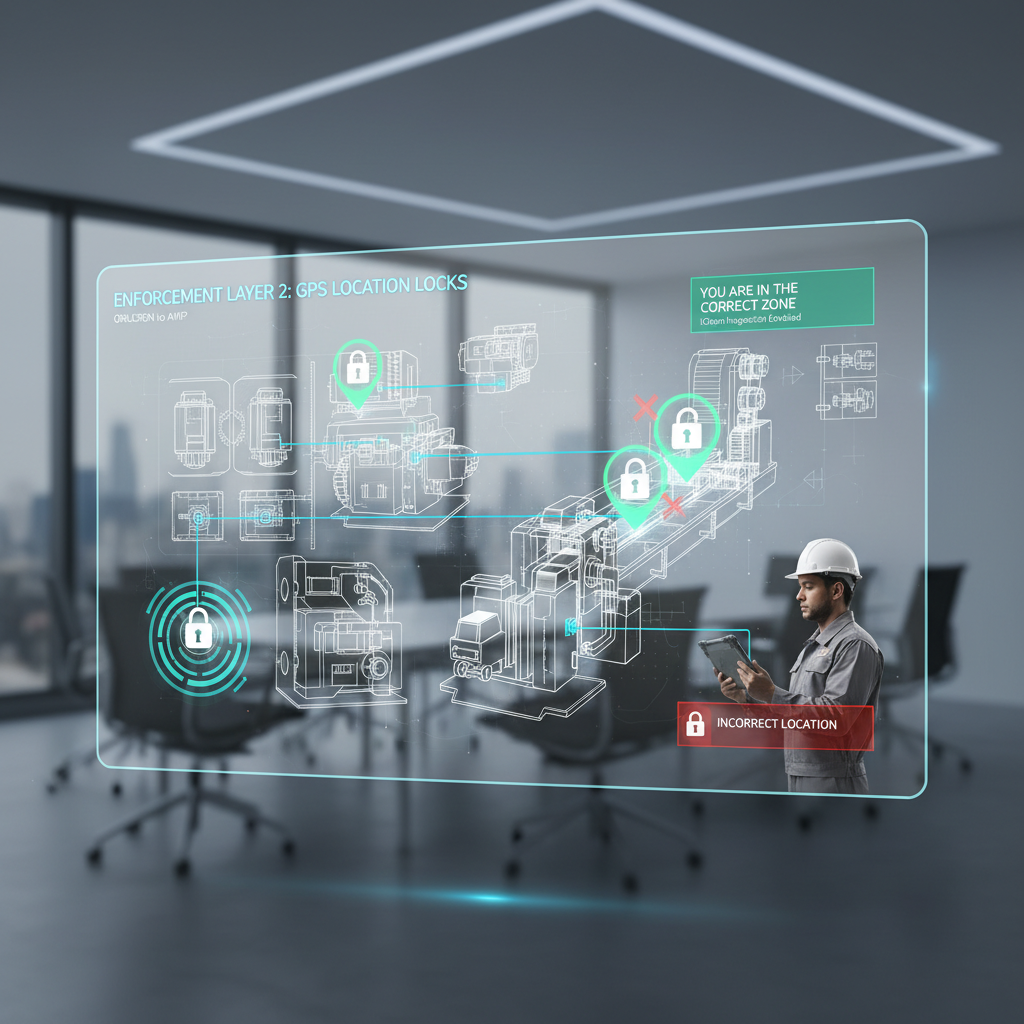 ENFORCEMENT LAYER 2: GPS LOCATION LOCKS
YOU ARE IN THE
CORRECT ZONE
INCORRECT LOCATION